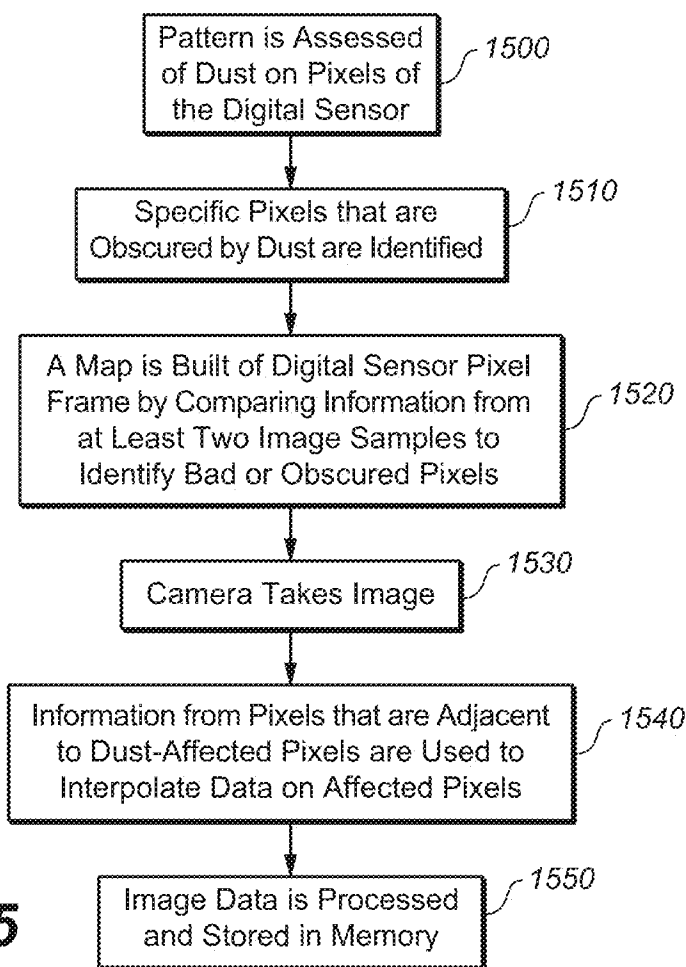 Pattern is Assessed
of Dust on Pixels of
the Digital Sensor
1500
Specific Pixels that are
Obscured by Dust are Identified
1510
A Map is Built of Digital Sensor Pixel
Frame by Comparing Information from
at Least Two Image Samples to
Identify Bad or Obscured Pixels
1520
Camera Takes Image
1530
Information from Pixels that are Adjacent
to Dust-Affected Pixels are Used to
Interpolate Data on Affected Pixels
1540
Image Data is Processed
and Stored in Memory
1550
5